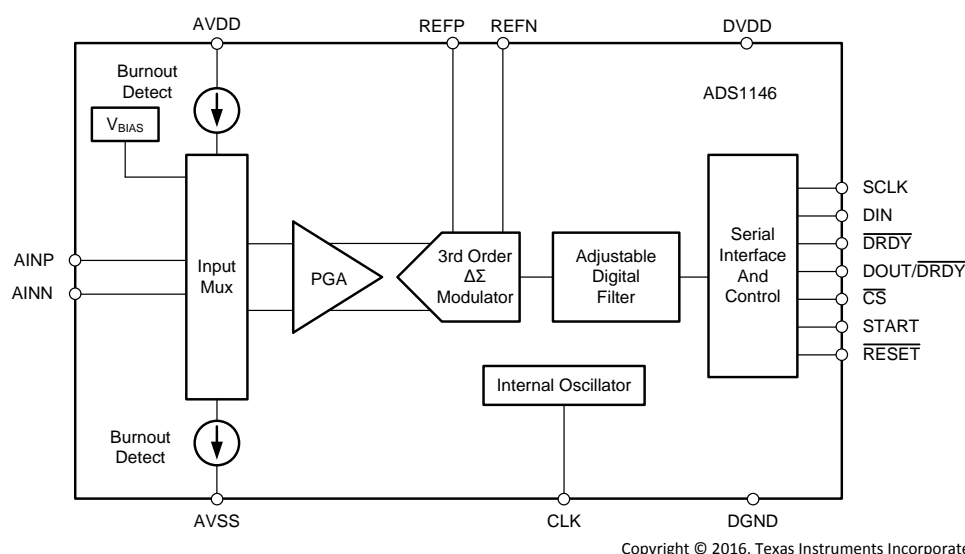 AVDD
REFP
REFN
DVDD
Burnout
Detect
ADS1146
VBIAS
SCLK
DIN
DRDY
DOUT/DRDY
CS
START
RESET
AINP
AINN
Input
Mux
PGA
3rd Order
ΔΣ
Modulator
Adjustable
Digital
Filter
Serial
Interface
And
Control
Internal Oscillator
Burnout
Detect
AVSS
CLK
DGND
Copyright © 2016, Texas Instruments Incorporate